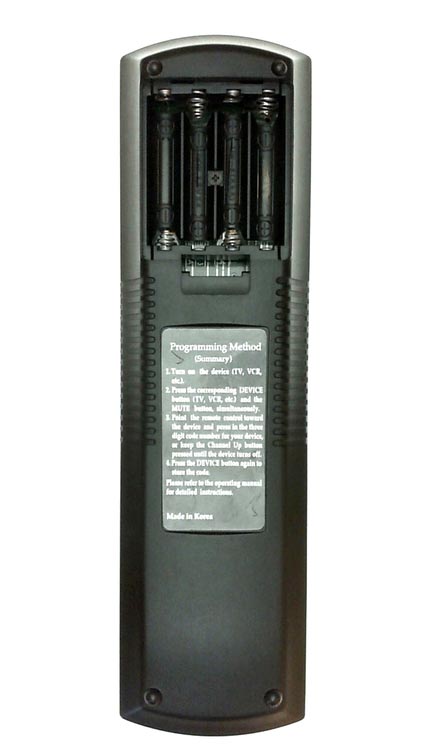 Programming Method
(Summary)
1. Turn on the device (TV, VCR,
etc.).
2. Press the corresponding DEVICE
button (TV, VCR, etc.) and the
MUTE button, simultaneously.
3. Point the remote control toward
the device and press in the three
digit code number for your device,
or keep the Channel Up button
pressed until the device turns off.
4. Press the DEVICE button again to
store the code.
Please refer to the operating manual
for detailed instructions.
Made in Korea